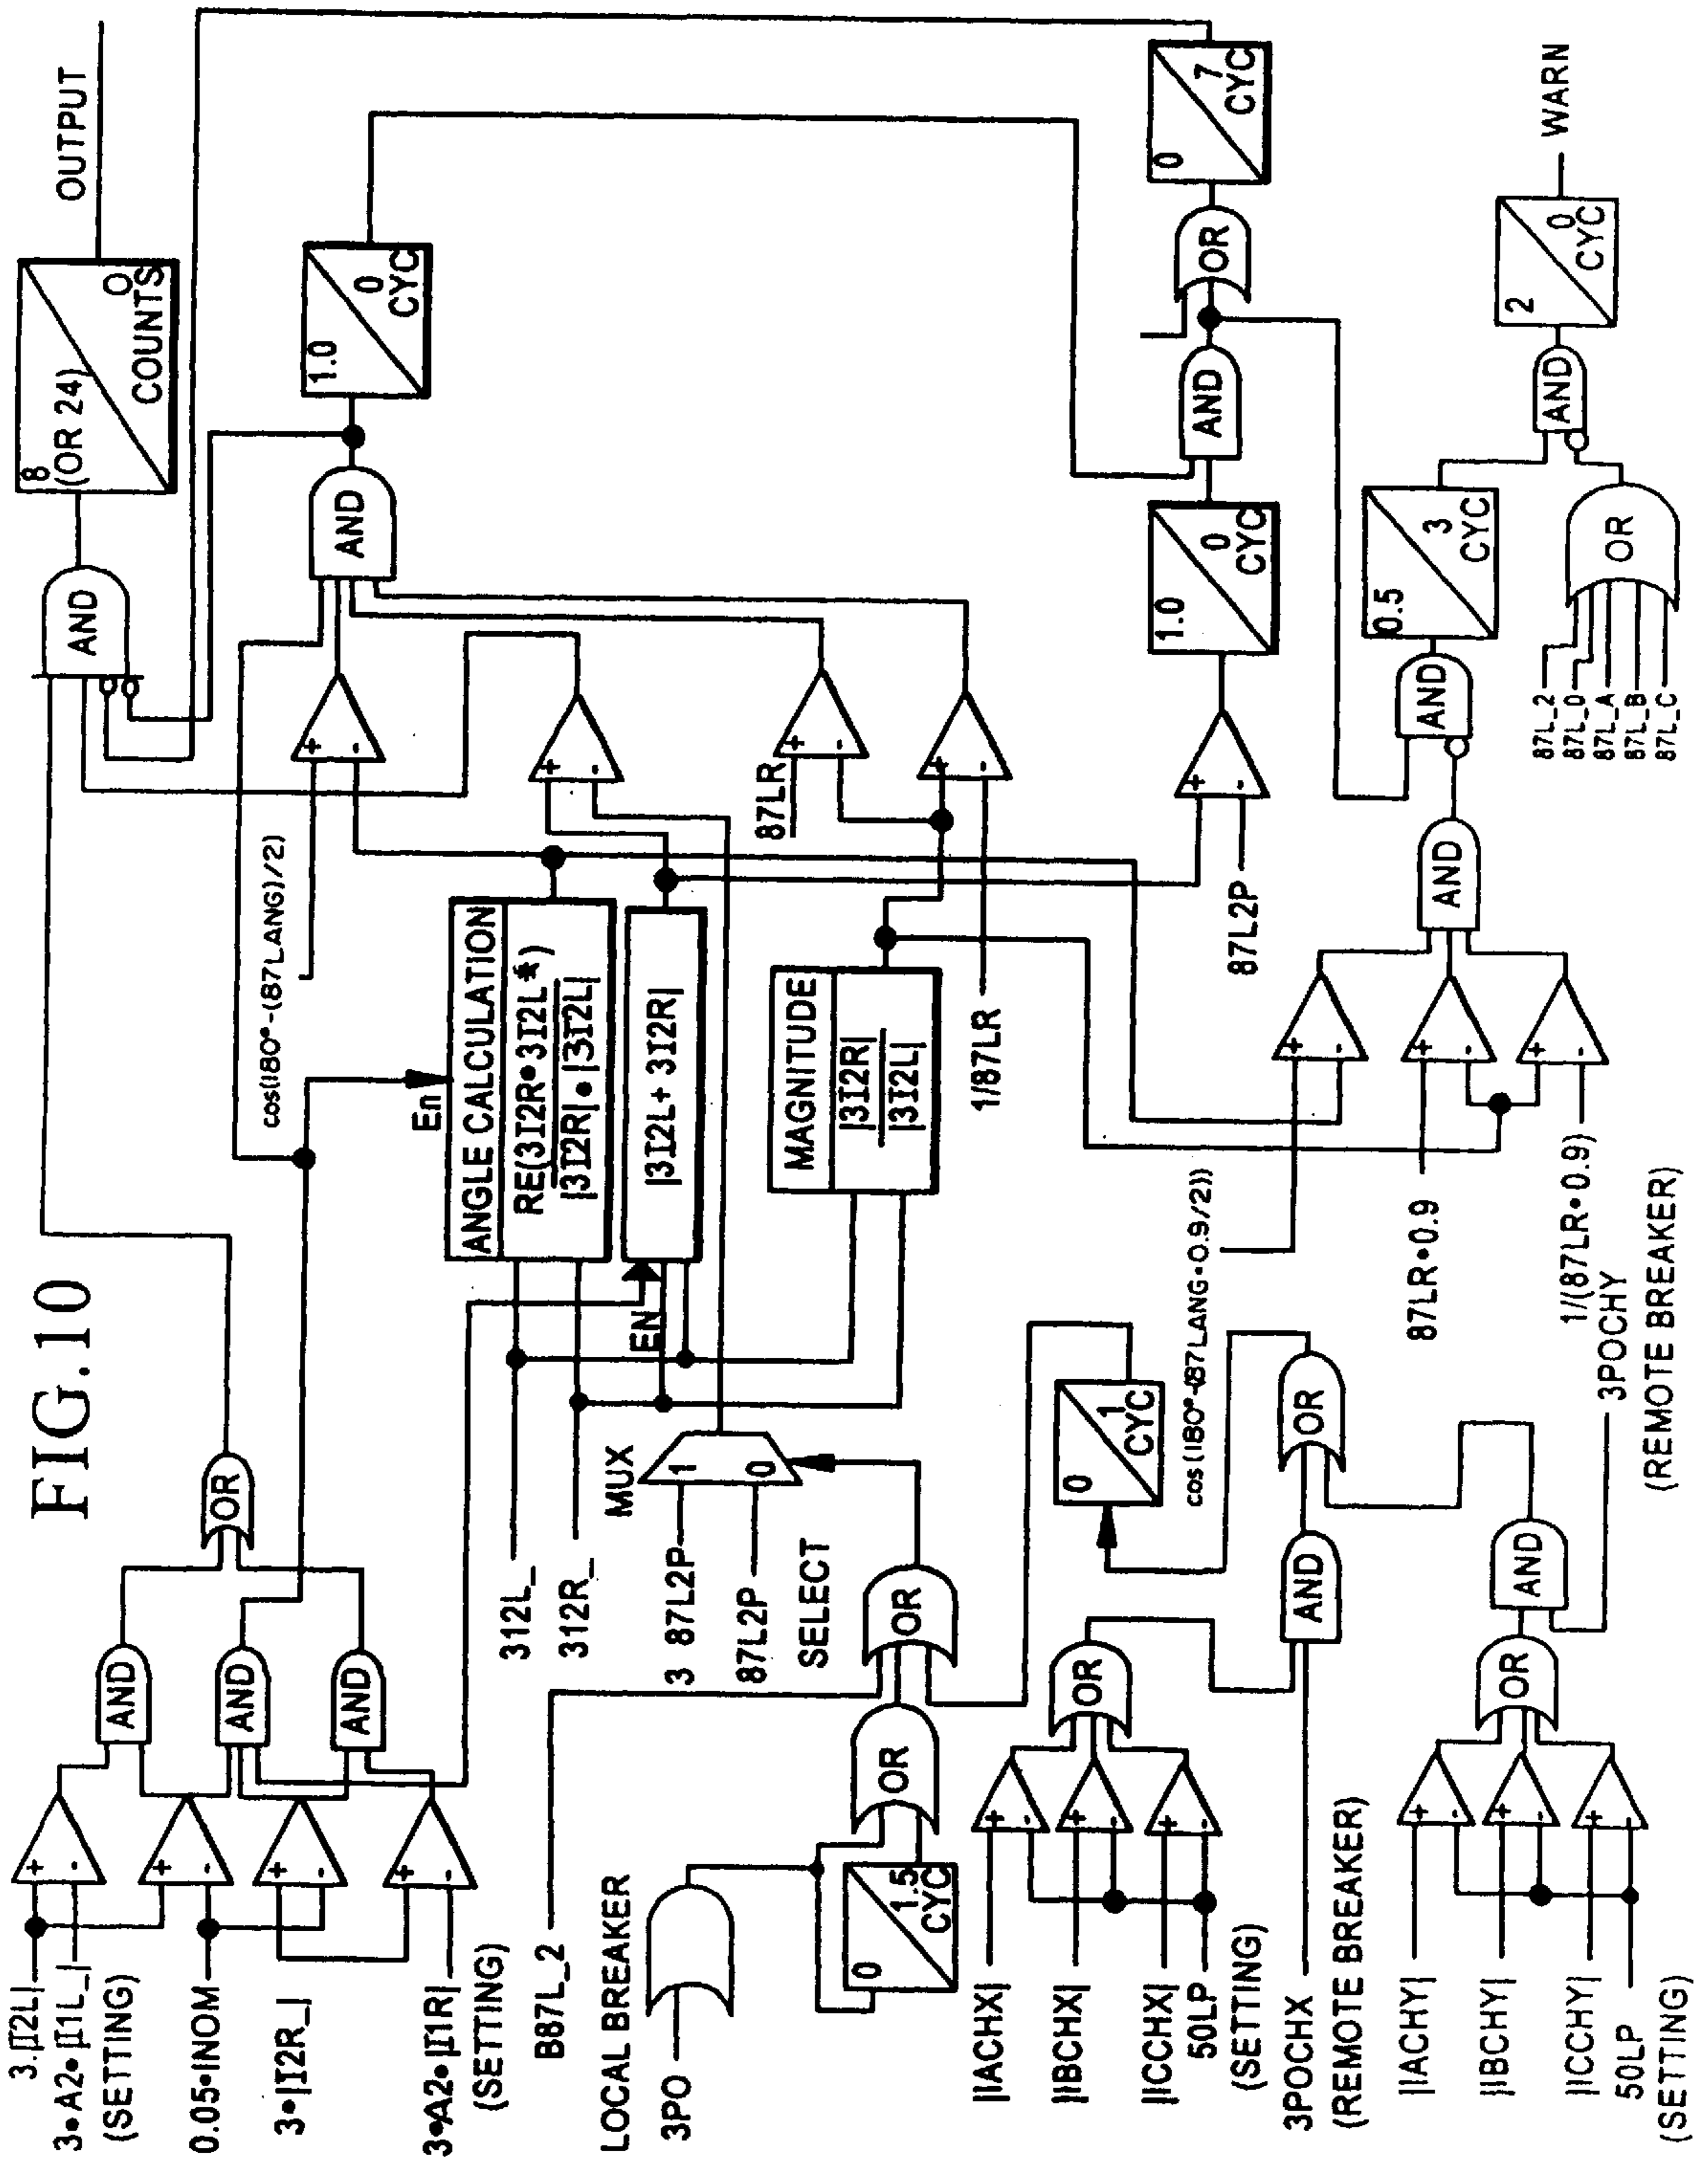 FIG.10
3.|I2L|
3•A2•|I1L_|
(SETTING)
0.05•INOM
3•|I2R_|
3•A2•|I1R|
(SETTING)
+
-
+
-
+
-
+
-
AND
AND
AND
OR
312L_
312R_
MUX
1
0
3 87L2P
87L2P
SELECT
B87L_2
LOCAL BREAKER
3PO
0
1.5
CYC
OR
OR
|IACHX|
|IBCHX|
|ICCHX|
50LP
(SETTING)
3POCHX
(REMOTE BREAKER)
+
-
+
-
+
-
OR
AND
OR
0
1
CYC
|IACHY|
|IBCHY|
|ICCHY|
50LP
(SETTING)
+
-
+
-
+
-
OR
AND
3POCHY
(REMOTE BREAKER)
En
ANGLE CALCULATION
RE(3I2R•3I2L*)
|3I2R|•|3I2L|
EN
|3I2L+ 3I2R|
MAGNITUDE
|3I2R|
|3I2L|
cos(180°-(87LANG)/2)
+
-
+
-
87LR
+
-
+
-
1/87LR
87L2P
+
-
cos(180°-(87LANG•0.9/2))
87LR•0.9
1/(87LR•0.9)
+
-
+
-
+
-
AND
AND
0.5
3
CYC
AND
8
(OR 24)
0
COUNTS
OUTPUT
AND
1.0
0
CYC
1.0
0
CYC
AND
OR
0
7
CYC
87L_2
87L_0
87L_A
87L_B
87L_C
OR
AND
2
0
CYC
WARN